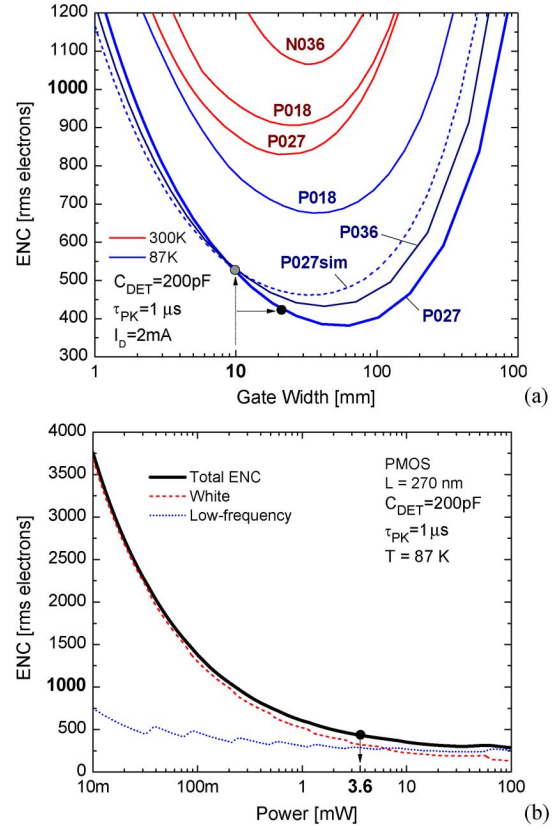 (a)
ENC [rms electrons]
1200
1100
1000
900
800
700
600
500
400
300
N036
P018
P027
P018
P036
P027sim
P027
300K
87K
C_DET=200pF
τ_PK=1 μs
I_D=2mA
1
10
100
100
Gate Width [mm]
(b)
ENC [rms electrons]
4000
3500
3000
2500
2000
1500
1000
500
0
Total ENC
White
Low-frequency
PMOS
L = 270 nm
C_DET=200pF
τ_PK=1μs
T = 87 K
10m
100m
1
3.6
10
100
Power [mW]